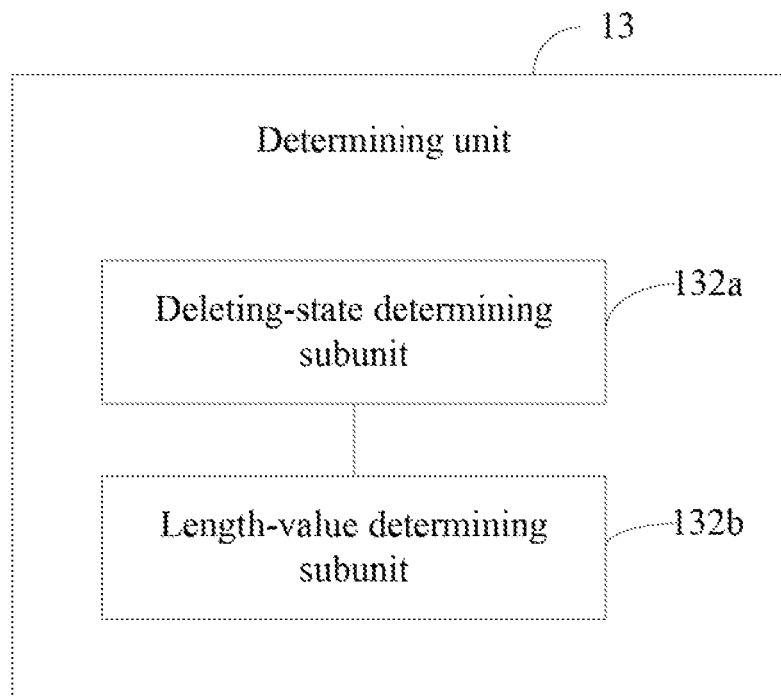 13
Determining unit
132a
Deleting-state determining
subunit
132b
Length-value determining
subunit